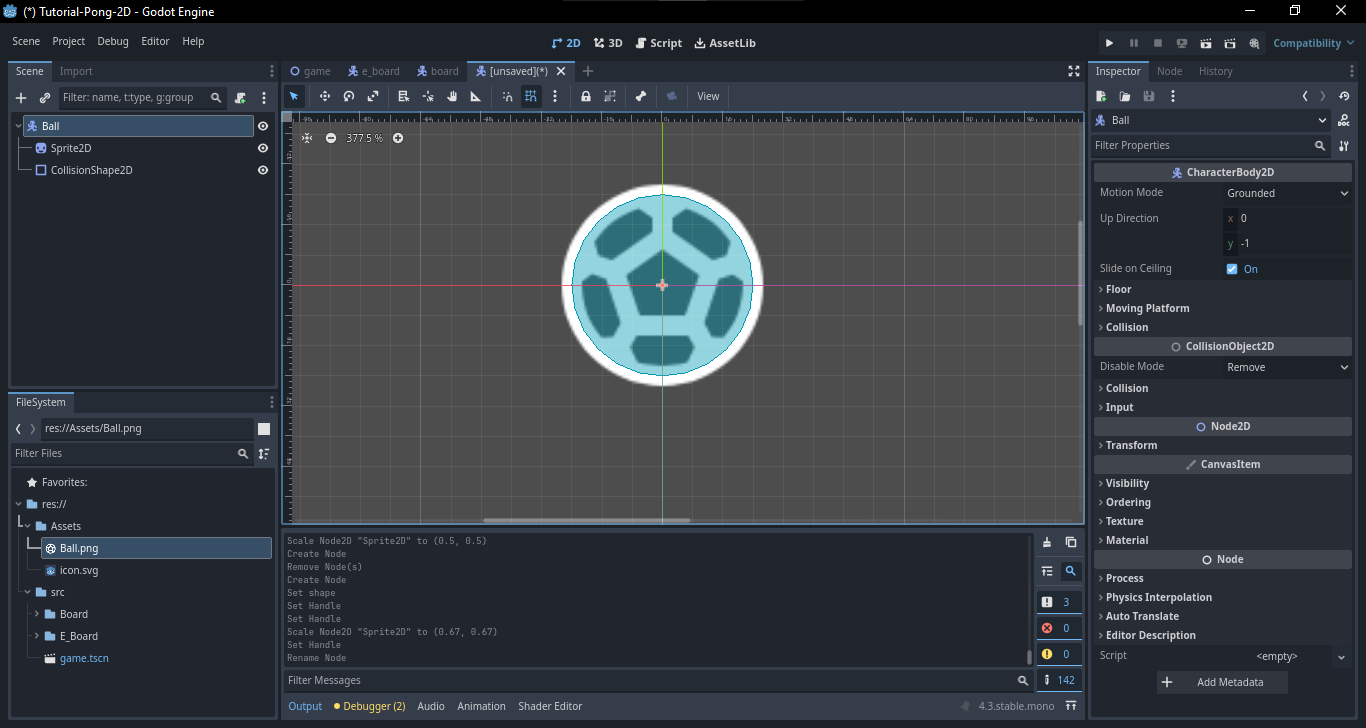 (*) Tutorial-Pong-2D - Godot Engine
Scene Project Debug Editor Help
2D 3D Script AssetLib
Compatibility
Scene Import
Filter: name, t:type, g:group
Ball
Sprite2D
CollisionShape2D
FileSystem
res://Assets/Ball.png
Filter Files
Favorites:
res://
Assets
Ball.png
icon.svg
src
Board
E_Board
game.tscn
game e_board board [unsaved](*)
View
377.5 %
Scale Node2D "Sprite2D" to (0.5, 0.5)
Create Node
Remove Node(s)
Create Node
Set shape
Set Handle
Set Handle
Scale Node2D "Sprite2D" to (0.67, 0.67)
Set Handle
Rename Node
3
0
0
142
Filter Messages
Output Debugger (2) Audio Animation Shader Editor
4.3.stable.mono
Inspector Node History
Ball
DOC
Filter Properties
CharacterBody2D
Motion Mode Grounded
Up Direction x 0
y -1
Slide on Ceiling On
Floor
Moving Platform
Collision
CollisionObject2D
Disable Mode Remove
Collision
Input
Node2D
Transform
CanvasItem
Visibility
Ordering
Texture
Material
Node
Process
Physics Interpolation
Auto Translate
Editor Description
Script <empty>
Add Metadata